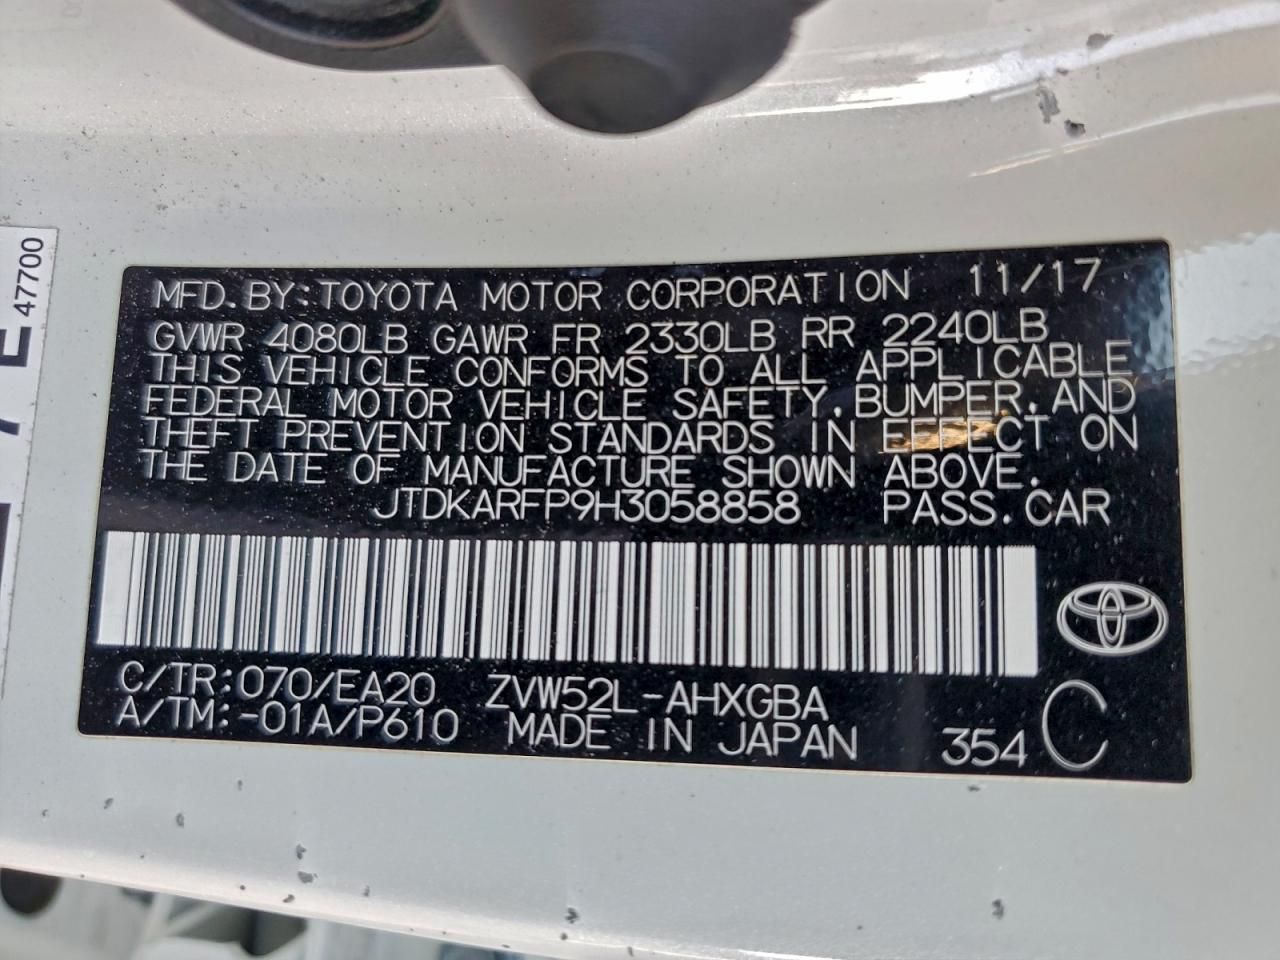 47700
MFD. BY: TOYOTA MOTOR CORPORATION 11/17
GVWR 4080LB GAWR FR 2330LB RR 2240LB
THIS VEHICLE CONFORMS TO ALL APPLICABLE
FEDERAL MOTOR VEHICLE SAFETY, BUMPER, AND
THEFT PREVENTION STANDARDS IN EFFECT ON
THE DATE OF MANUFACTURE SHOWN ABOVE.
JTDKARFP9H3058858 PASS. CAR
C/TR: 070/EA20 ZVW52L-AHXGBA
A/TM: -01A/P610 MADE IN JAPAN 354 C